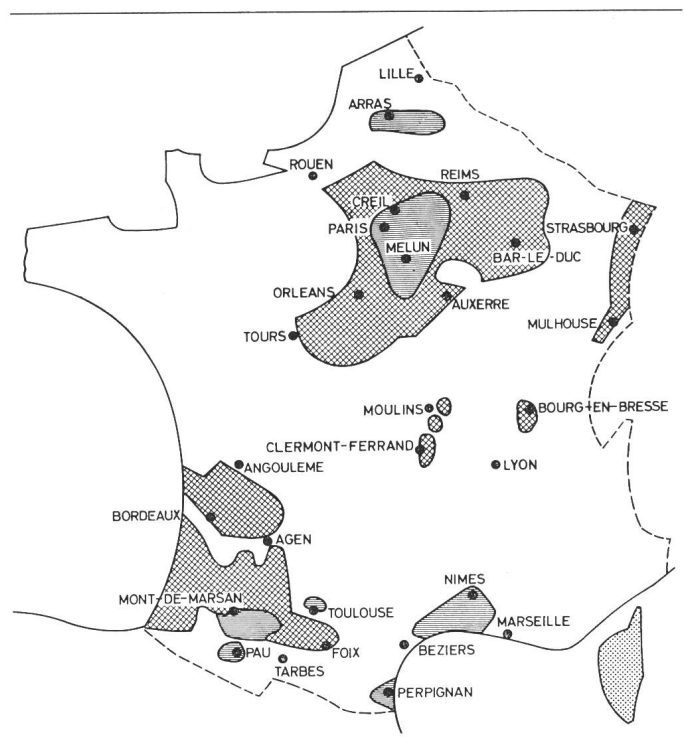 LILLE
ARRAS
ROUEN
REIMS
CREIL
PARIS
STRASBOURG
MELUN
BAR-LE-DUC
ORLEANS
AUXERRE
MULHOUSE
TOURS
MOULINS
BOURG-EN-BRESSE
CLERMONT-FERRAND
ANGOULEME
LYON
BORDEAUX
AGEN
NIMES
MONT-DE-MARSAN
TOULOUSE
MARSEILLE
PAU
FOIX
BEZIERS
TARBES
PERPIGNAN